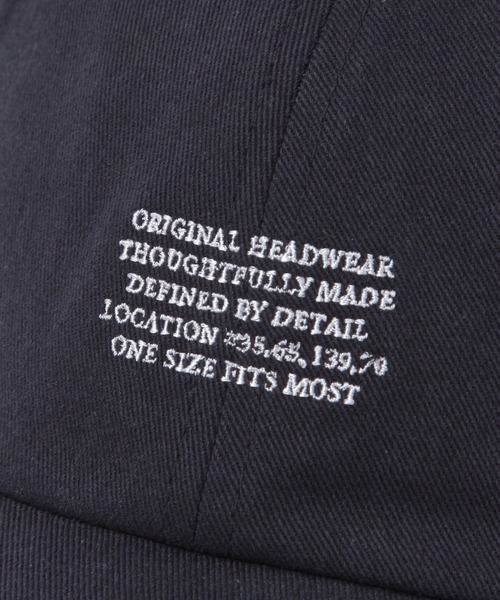 ORIGINAL HEADWEAR
THOUGHTFULLY MADE
DEFINED BY DETAIL
LOCATION #35.65, 139.70
ONE SIZE FITS MOST